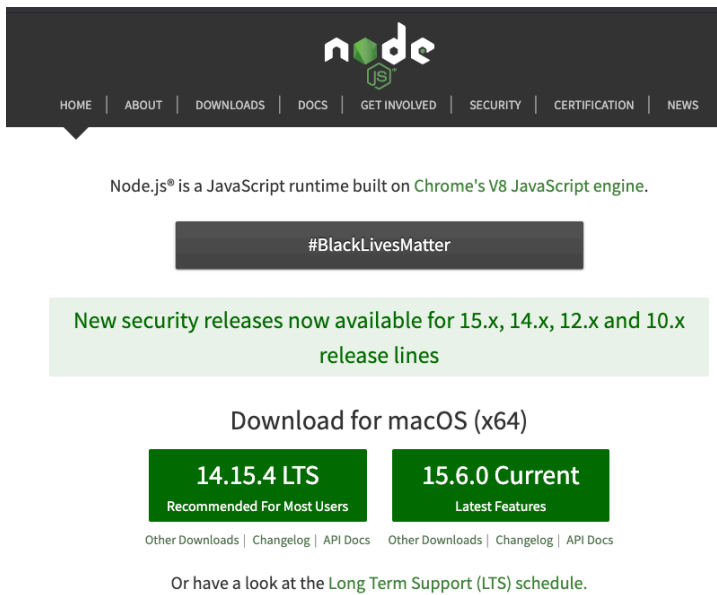 node
JS
HOME | ABOUT | DOWNLOADS | DOCS | GET INVOLVED | SECURITY | CERTIFICATION | NEWS
Node.js® is a JavaScript runtime built on Chrome's V8 JavaScript engine.
#BlackLivesMatter
New security releases now available for 15.x, 14.x, 12.x and 10.x
release lines
Download for macOS (x64)
14.15.4 LTS 15.6.0 Current
Recommended For Most Users Latest Features
Other Downloads | Changelog | API Docs Other Downloads | Changelog | API Docs
Or have a look at the Long Term Support (LTS) schedule.